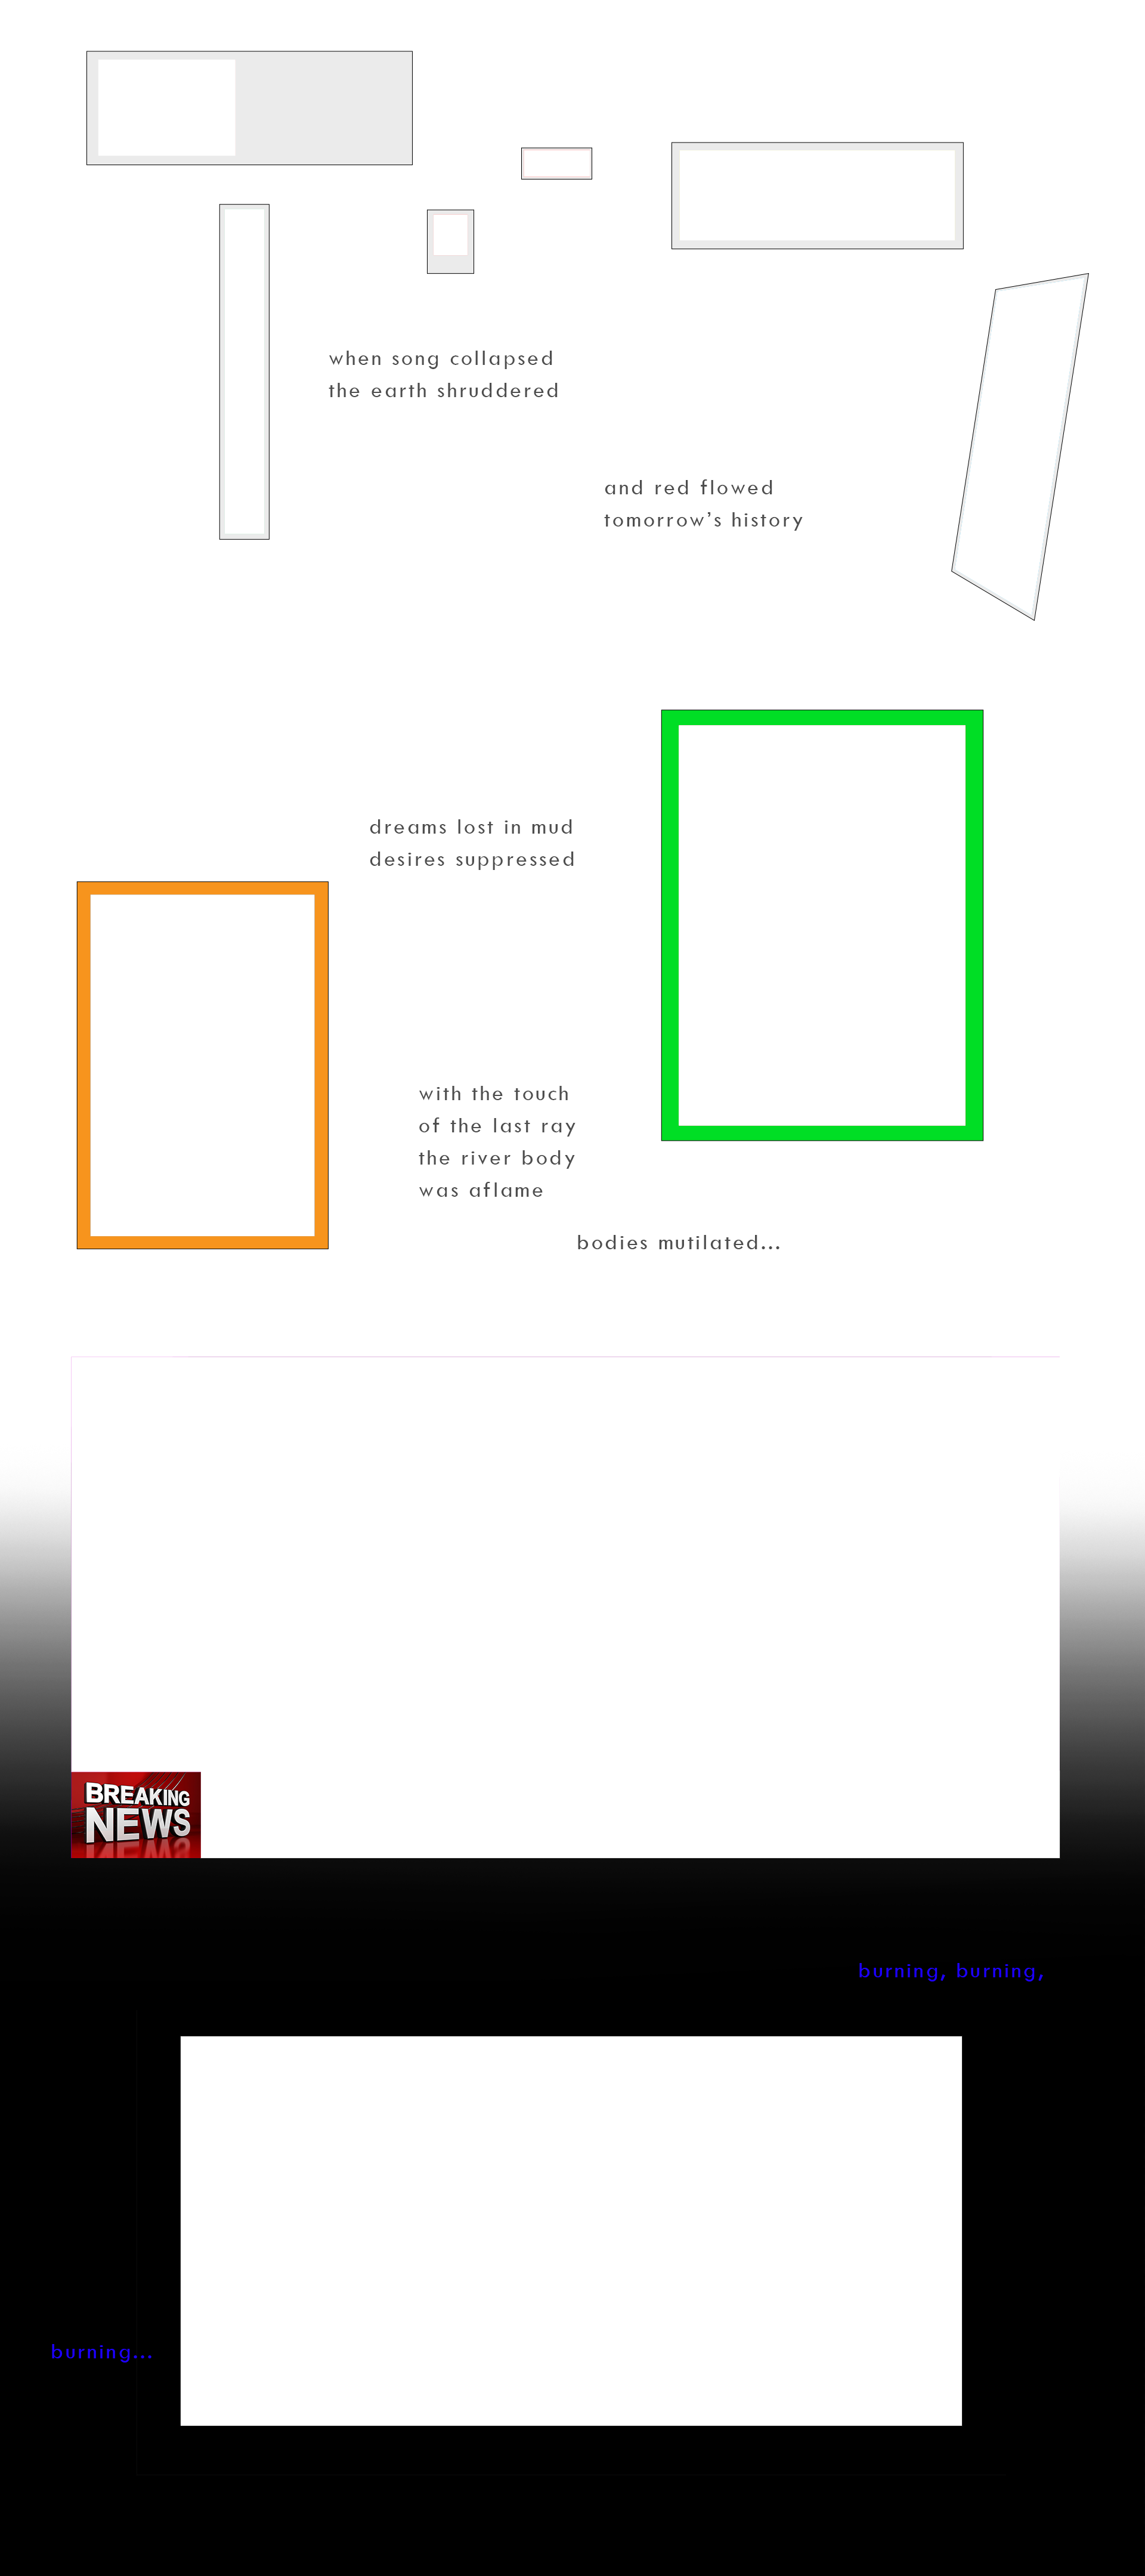 when song collapsed
the earth shruddered
and red flowed
tomorrow's history
dreams lost in mud
desires suppressed
with the touch
of the last ray
the river body
was aflame
bodies mutilated...
BREAKING
NEWS
burning, burning,
burning...